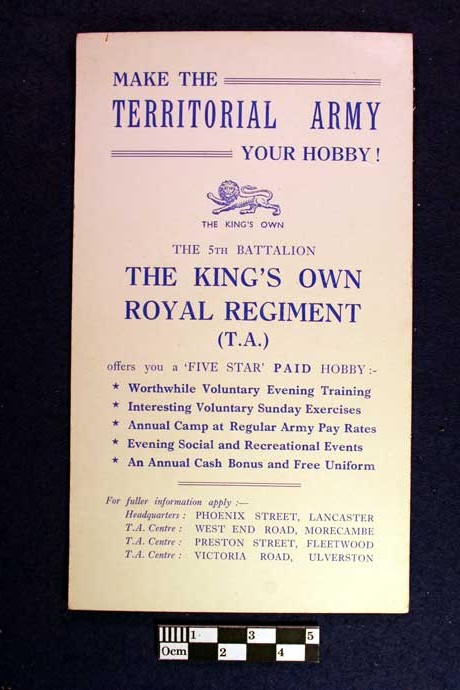 MAKE THE
TERRITORIAL ARMY
YOUR HOBBY!
THE KING'S OWN
THE 5TH BATTALION
THE KING'S OWN
ROYAL REGIMENT
(T.A.)
offers you a 'FIVE STAR' PAID HOBBY:-
★ Worthwhile Voluntary Evening Training
★ Interesting Voluntary Sunday Exercises
★ Annual Camp at Regular Army Pay Rates
★ Evening Social and Recreational Events
★ An Annual Cash Bonus and Free Uniform
For fuller information apply :—
Headquarters : PHOENIX STREET, LANCASTER
T.A. Centre : WEST END ROAD, MORECAMBE
T.A. Centre : PRESTON STREET, FLEETWOOD
T.A. Centre : VICTORIA ROAD, ULVERSTON
1 3 5
0cm 2 4